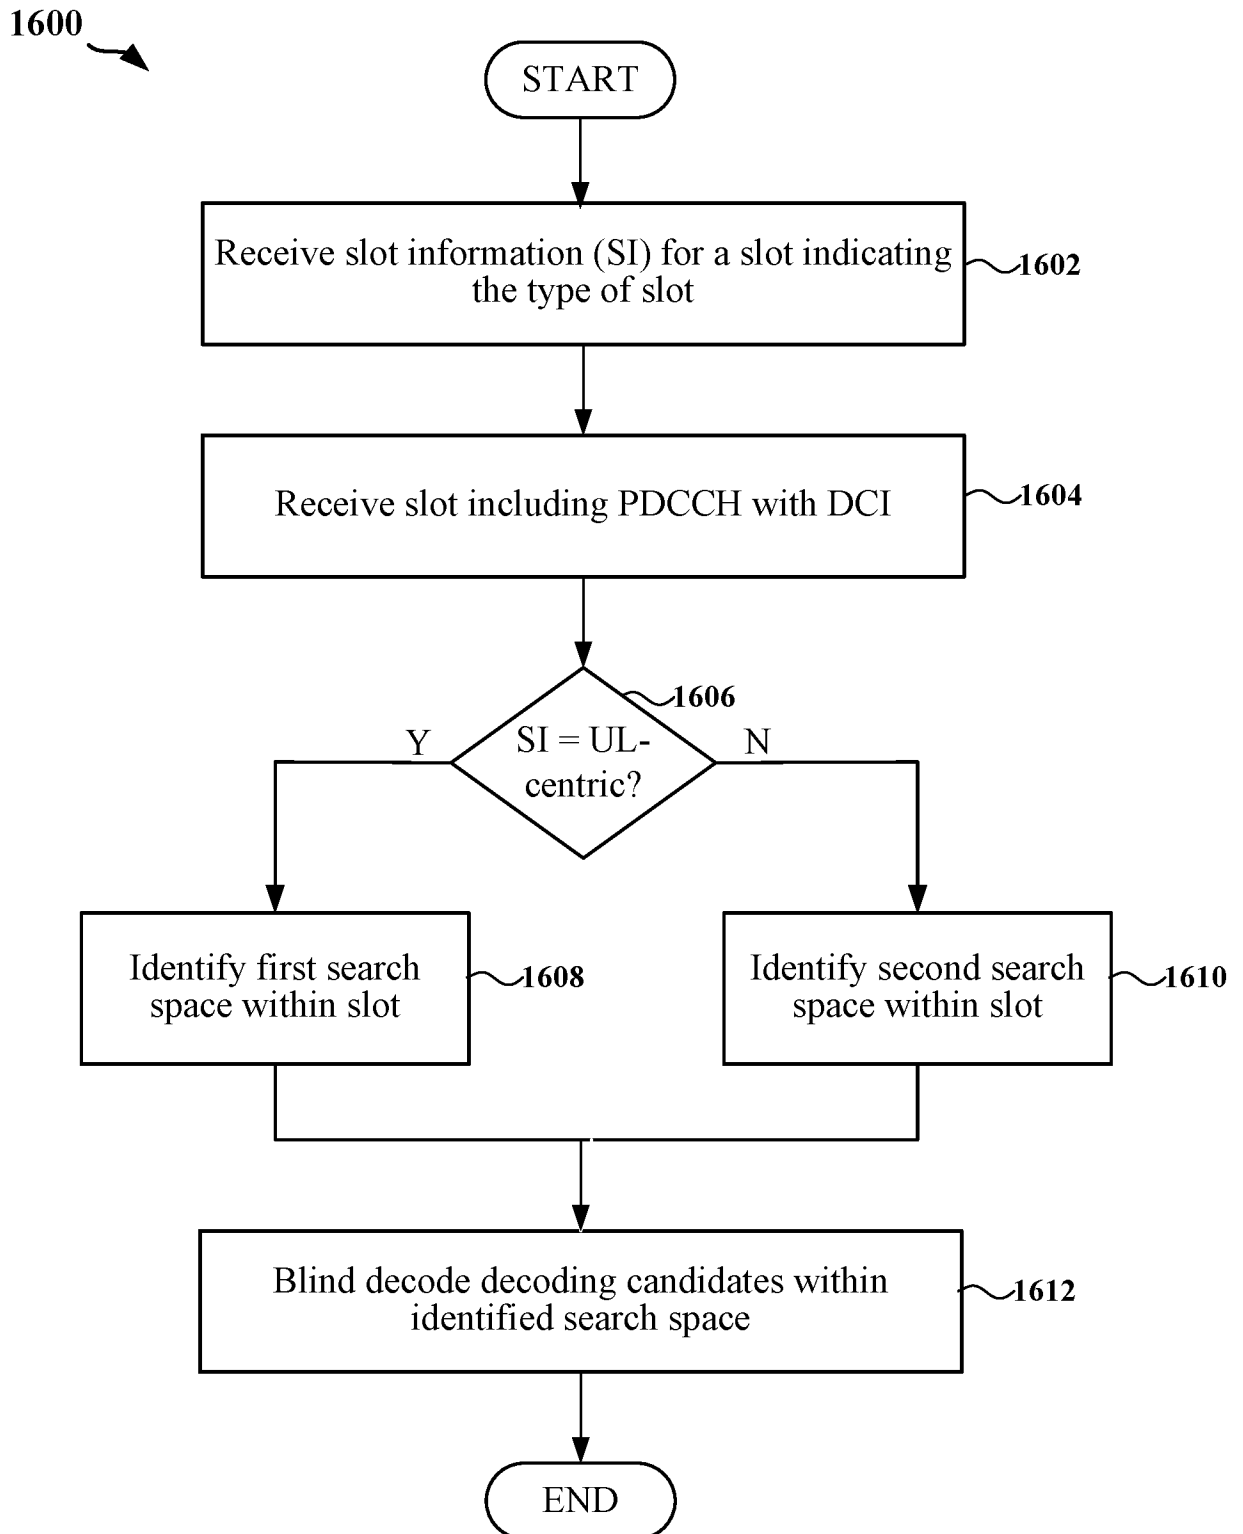 1600
START
Receive slot information (SI) for a slot indicating
the type of slot
1602
Receive slot including PDCCH with DCI
1604
1606
Y
SI = UL-
centric?
N
Identify first search
space within slot
1608
Identify second search
space within slot
1610
Blind decode decoding candidates within
identified search space
1612
END